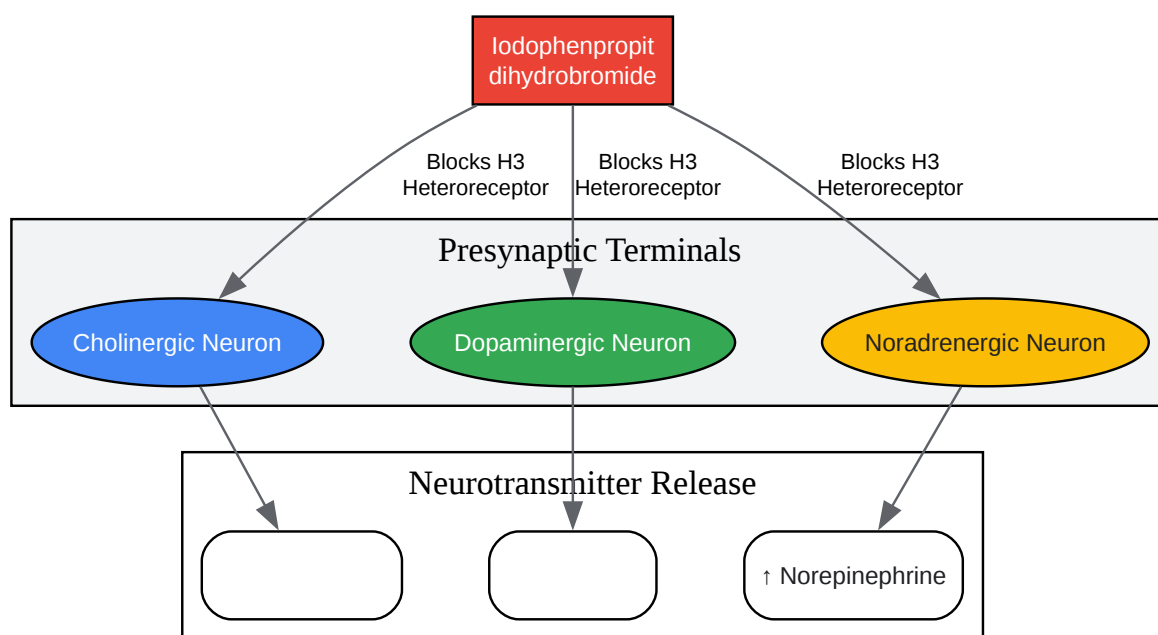 Iodophenpropit
dihydrobromide
Blocks H3
Heteroreceptor
Blocks H3
Heteroreceptor
Blocks H3
Heteroreceptor
Presynaptic Terminals
Cholinergic Neuron
Dopaminergic Neuron
Noradrenergic Neuron
Neurotransmitter Release
↑ Norepinephrine